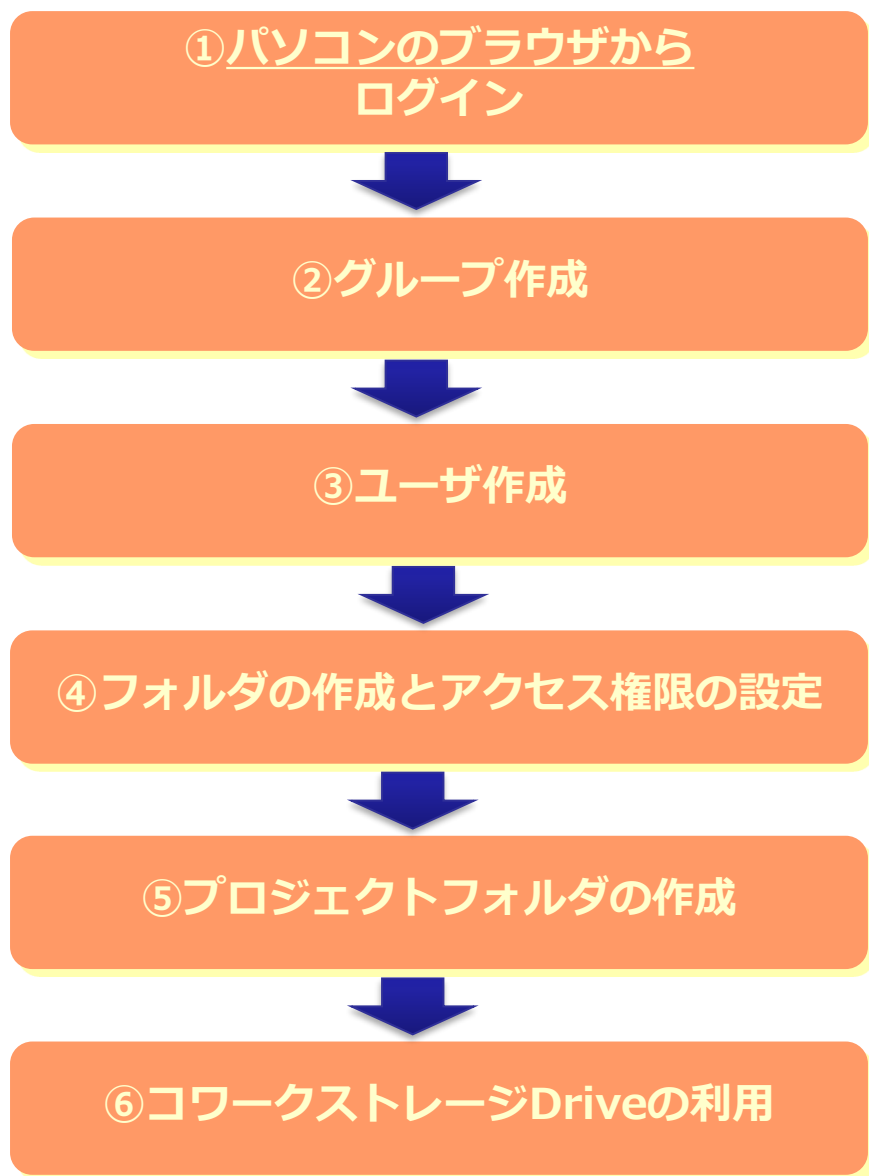 ①パソコンのブラウザから
ログイン
②グループ作成
③ユーザ作成
④フォルダの作成とアクセス権限の設定
⑤プロジェクトフォルダの作成
⑥コワークストレージDriveの利用